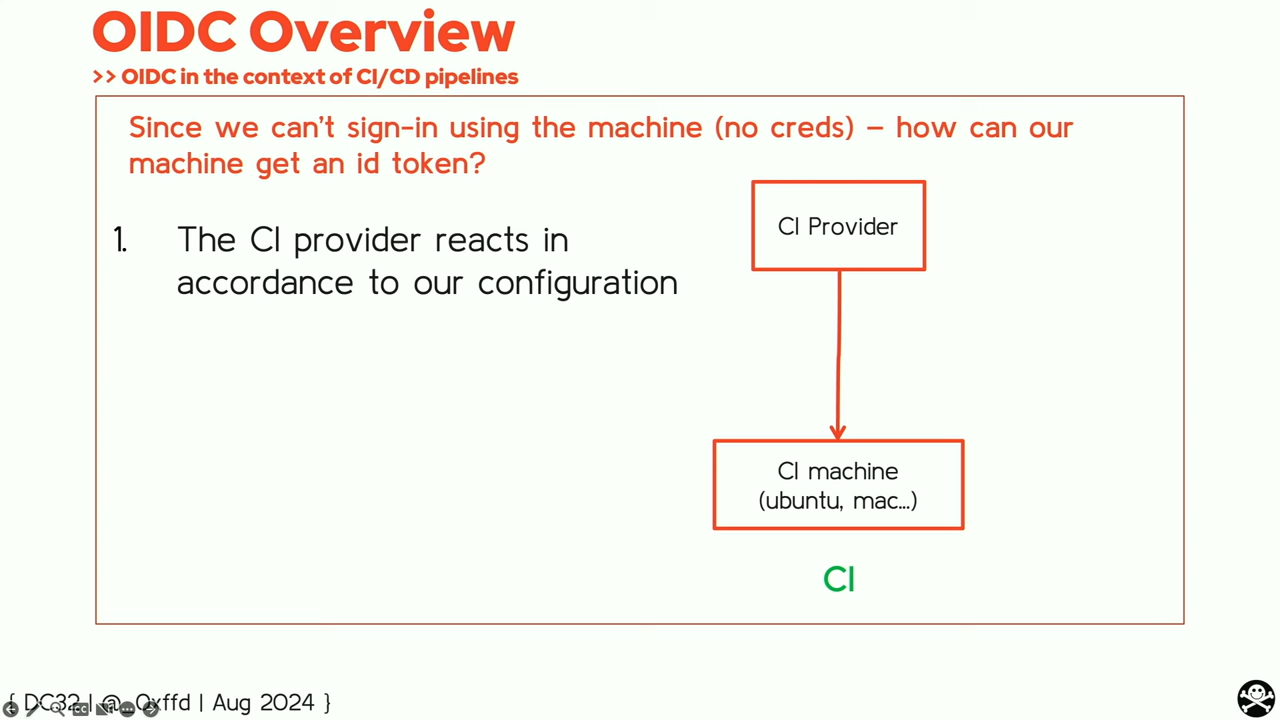 OIDC Overview
>> OIDC in the context of CI/CD pipelines
Since we can't sign-in using the machine (no creds) – how can our
machine get an id token?
CI Provider
1. The CI provider reacts in
accordance to our configuration
CI machine
(ubuntu, mac...)
CI
{ DC32 | @_0xffd | Aug 2024 }